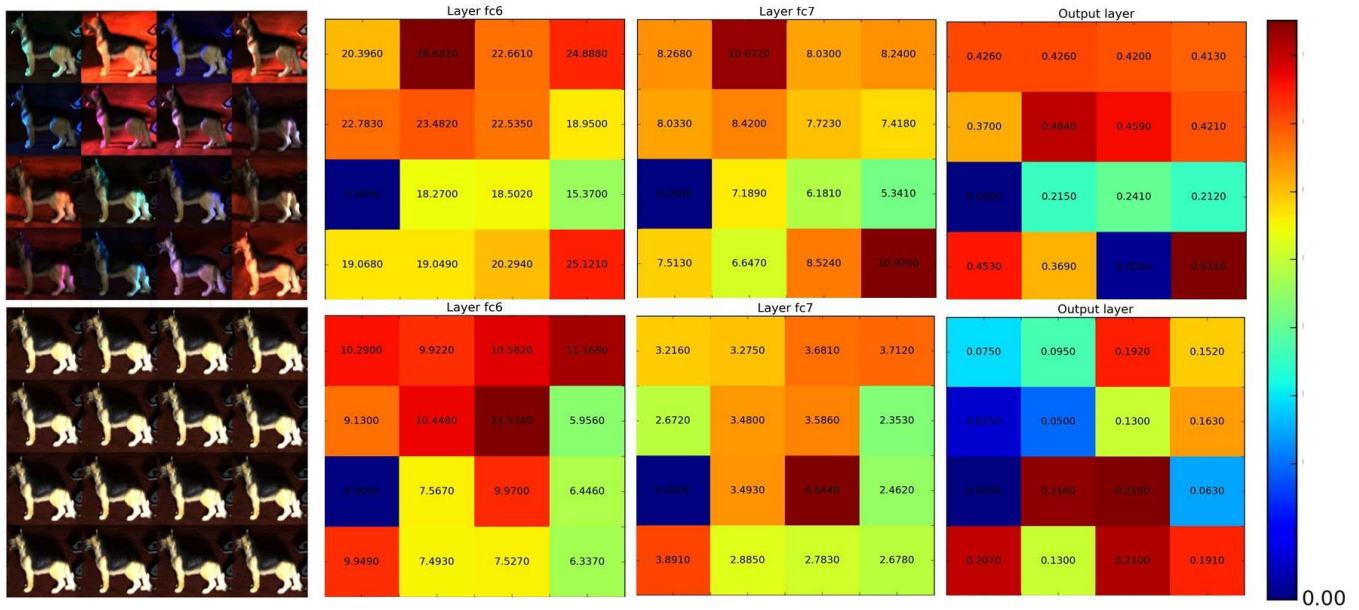 Layer fc6 Layer fc7 Output layer
20.3960 28.6810 22.6610 24.8880 8.2680 10.6720 8.0300 8.2400 0.4260 0.4260 0.4200 0.4130
22.7830 23.4820 22.5350 18.9500 8.0330 8.4200 7.7230 7.4180 0.3700 0.4840 0.4590 0.4210
18.2700 18.5020 15.3700 7.1890 6.1810 5.3410 0.2150 0.2410 0.2120
19.0680 19.0490 20.2940 25.1210 7.5130 6.6470 8.5240 10.9260 0.4530 0.3690 0.5110
Layer fc6 Layer fc7 Output layer
10.2900 9.9220 10.5820 11.1680 3.2160 3.2750 3.6810 3.7120 0.0750 0.0950 0.1920 0.1520
9.1300 10.4480 11.5340 5.9560 2.6720 3.4800 3.5860 2.3530 0.0500 0.1300 0.1630
7.5670 9.9700 6.4460 3.4930 4.6440 2.4620 0.2160 0.2190 0.0630
9.9490 7.4930 7.5270 6.3370 3.8910 2.8850 2.7830 2.6780 0.2070 0.1300 0.2100 0.1910
0.00